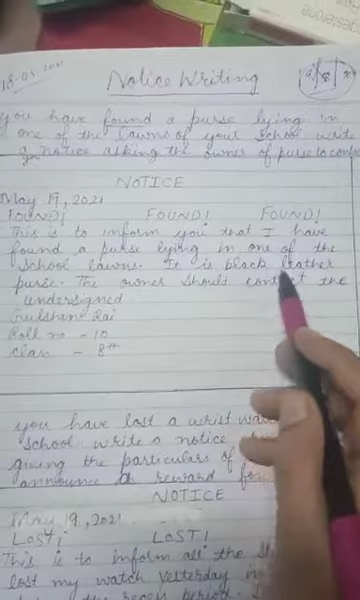 18-05-2021
Notice Writing
you have found a purse lying in
one of the lawns of your school write
a notice asking the owner of purse to
NOTICE
May 19, 2021
FOUND! FOUND! FOUND!
This is to inform you that I have
found a purse lying in one of the
school lawns. It is black leather
purse. The owner should contact the
undersigned
Gulshan Rai
Roll no - 10
Class - 8th
you have lost a wrist
school write a notice
giving the particulars of
announce a reward for
NOTICE
May 19, 2021
LOST! LOST!
This is to inform all the
lost my watch yesterday in
the recess period.